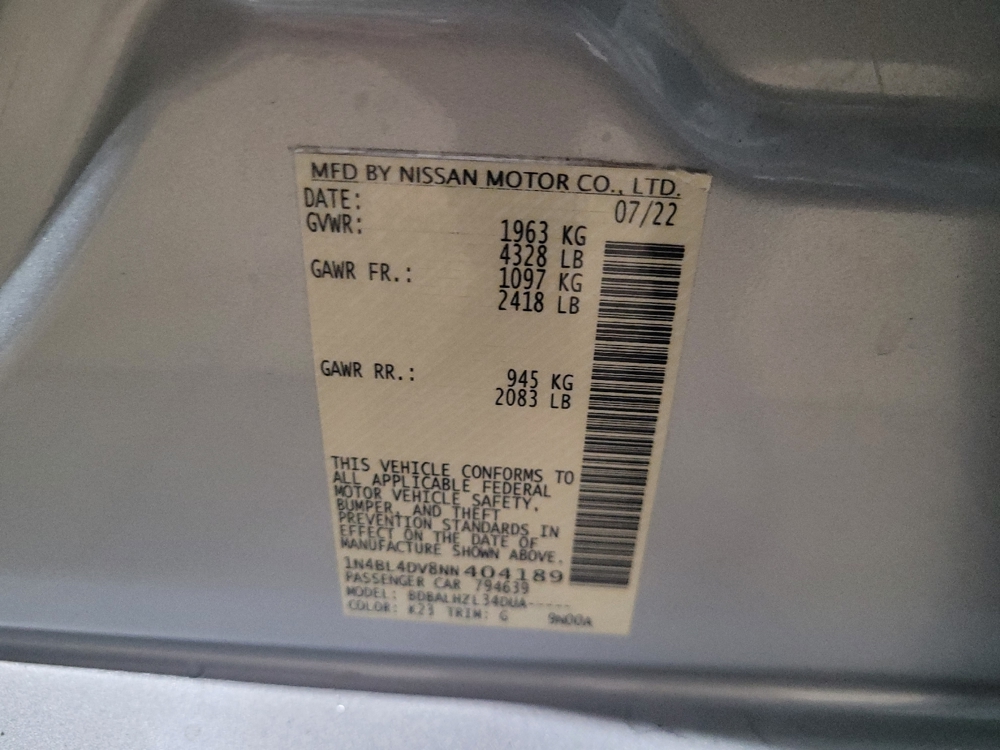 MFD BY NISSAN MOTOR CO., LTD.
DATE: 07/22
GVWR: 1963 KG
4328 LB
GAWR FR.: 1097 KG
2418 LB
GAWR RR.: 945 KG
2083 LB
THIS VEHICLE CONFORMS TO
ALL APPLICABLE FEDERAL
MOTOR VEHICLE SAFETY,
BUMPER, AND THEFT
PREVENTION STANDARDS IN
EFFECT ON THE DATE OF
MANUFACTURE SHOWN ABOVE.
1N4BL4DV8NN404189
PASSENGER CAR 794639
MODEL: BDBALHZL34DUA-----
COLOR: K23 TRIM: G 9N00A